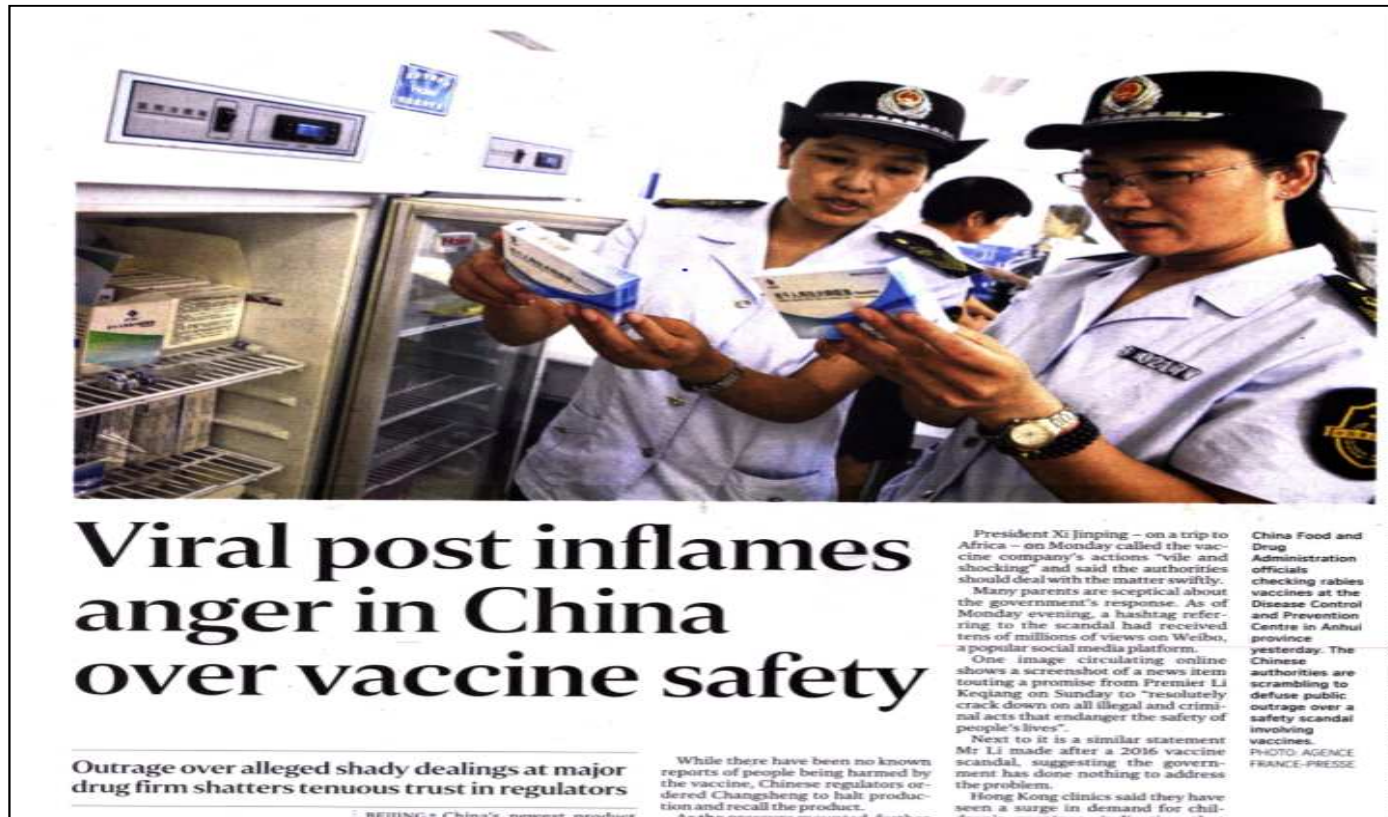 Viral post inflames
anger in China
over vaccine safety
Outrage over alleged shady dealings at major
drug firm shatters tenuous trust in regulators
BEIJING • China's newest product
While there have been no known
reports of people being harmed by
the vaccine, Chinese regulators or-
dered Changsheng to halt produc-
tion and recall the product.
As the pressure mounted, further
President Xi Jinping – on a trip to
Africa – on Monday called the vac-
cine company's actions "vile and
shocking" and said the authorities
should deal with the matter swiftly.
Many parents are sceptical about
the government's response. As of
Monday evening, a hashtag refer-
ring to the scandal had received
tens of millions of views on Weibo,
a popular social media platform.
One image circulating online
shows a screenshot of a news item
touting a promise from Premier Li
Keqiang on Sunday to "resolutely
crack down on all illegal and crimi-
nal acts that endanger the safety of
people's lives".
Next to it is a similar statement
Mr Li made after a 2016 vaccine
scandal, suggesting the govern-
ment has done nothing to address
the problem.
Hong Kong clinics said they have
seen a surge in demand for chil-
China Food and
Drug
Administration
officials
checking rabies
vaccines at the
Disease Control
and Prevention
Centre in Anhui
province
yesterday. The
Chinese
authorities are
scrambling to
defuse public
outrage over a
safety scandal
involving
vaccines.
PHOTO: AGENCE
FRANCE-PRESSE